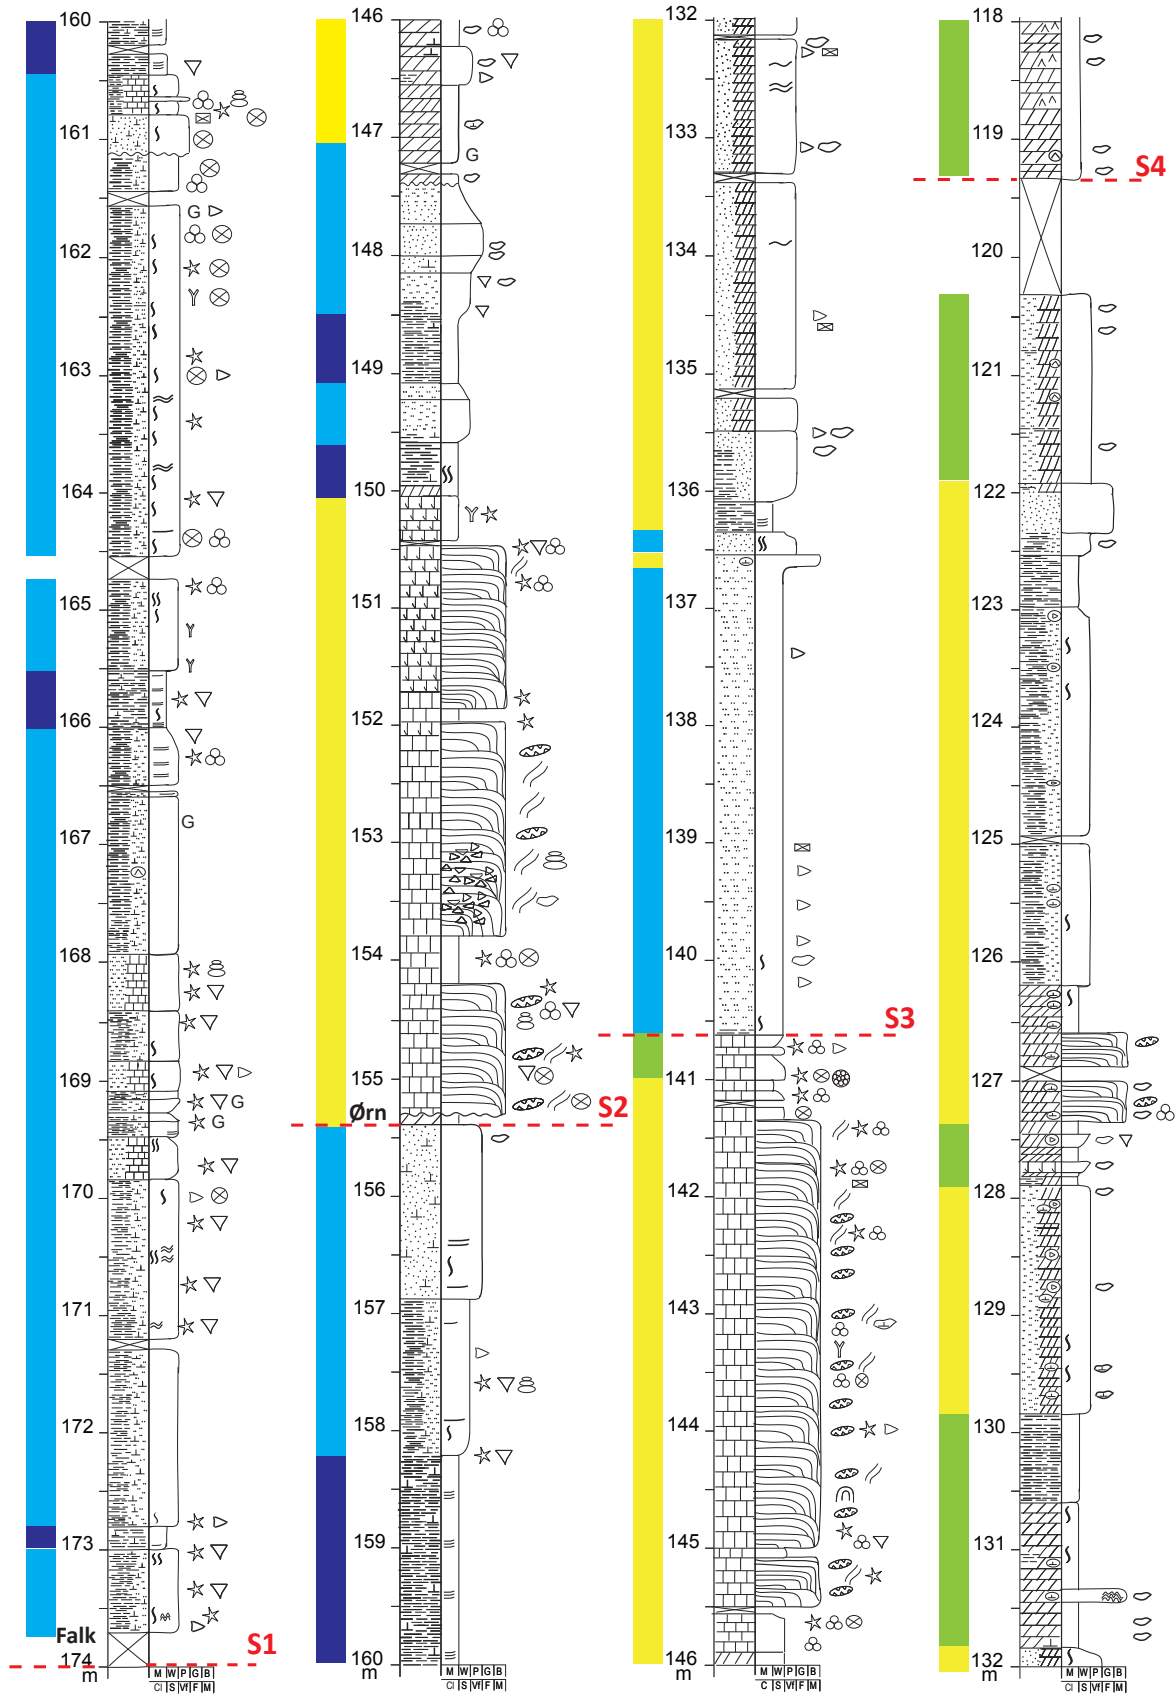 160
161
162
163
164
165
166
167
168
169
170
171
172
173
Falk
174
m
S1
G
G
G
G
M W P G B
Cl S Vf F M
146
147
148
149
150
151
152
153
154
155
Ørn
156
157
158
159
160
m
S2
G
M W P G B
Cl S Vf F M
132
133
134
135
136
137
138
139
140
141
142
143
144
145
146
m
S3
M W P G B
C S Vf F M
118
119
120
121
122
123
124
125
126
127
128
129
130
131
132
m
S4
M W P G B
Cl S Vf F M